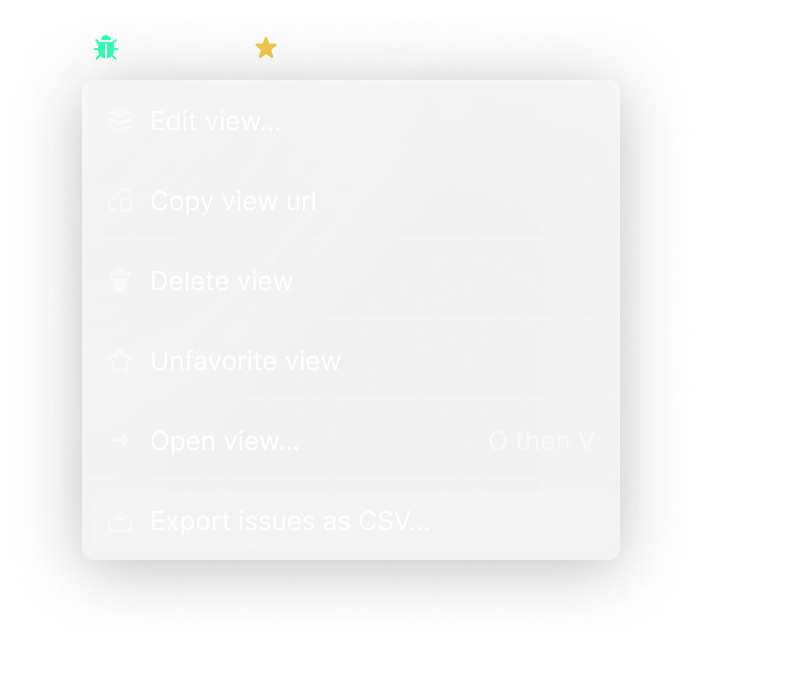 Edit view...
Copy view url
Delete view
Unfavorite view
Open view... O then V
Export issues as CSV...